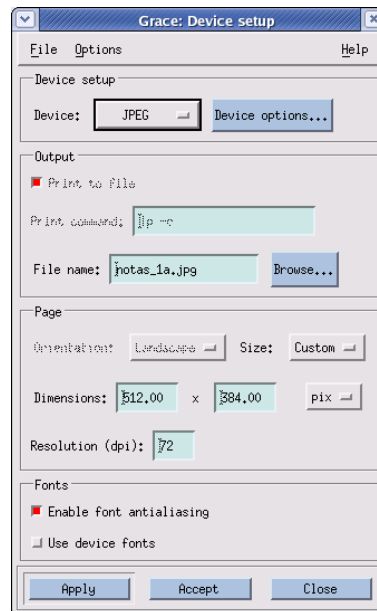 Grace: Device setup
File Options Help
Device setup
Device: JPEG Device options...
Output
Print to file
Print command: lp -c
File name: notas_1a.jpg Browse...
Page
Orientation: Landscape Size: Custom
Dimensions: 512.00 x 384.00 pix
Resolution (dpi): 72
Fonts
Enable font antialiasing
Use device fonts
Apply Accept Close